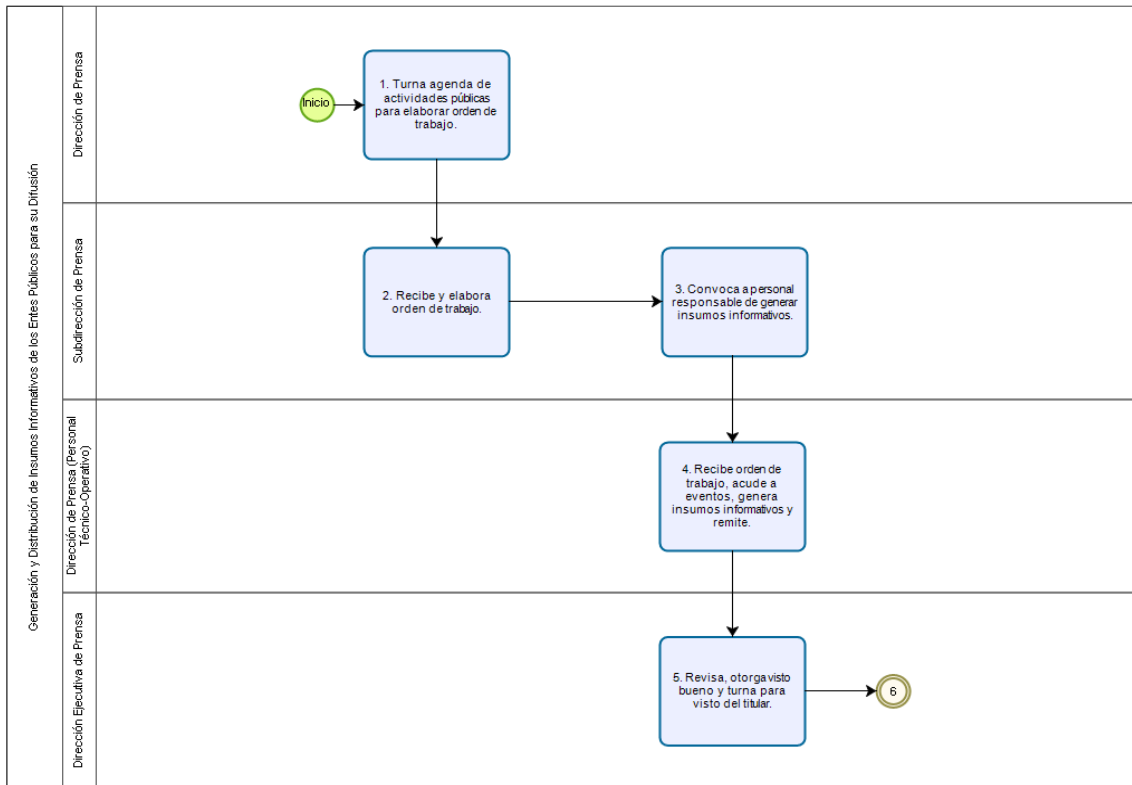 Generación y Distribución de Insumos Informativos de los Entes Públicos para su Difusión
Dirección de Prensa
Inicio
1. Turna agenda de
actividades públicas
para elaborar orden de
trabajo.
Subdirección de Prensa
2. Recibe y elabora
orden de trabajo.
3. Convoca a personal
responsable de generar
insumos informativos.
Dirección de Prensa (Personal
Técnico-Operativo)
4. Recibe orden de
trabajo, acude a
eventos, genera
insumos informativos y
remite.
Dirección Ejecutiva de Prensa
5. Revisa, otorga visto
bueno y turna para
visto del titular.
6